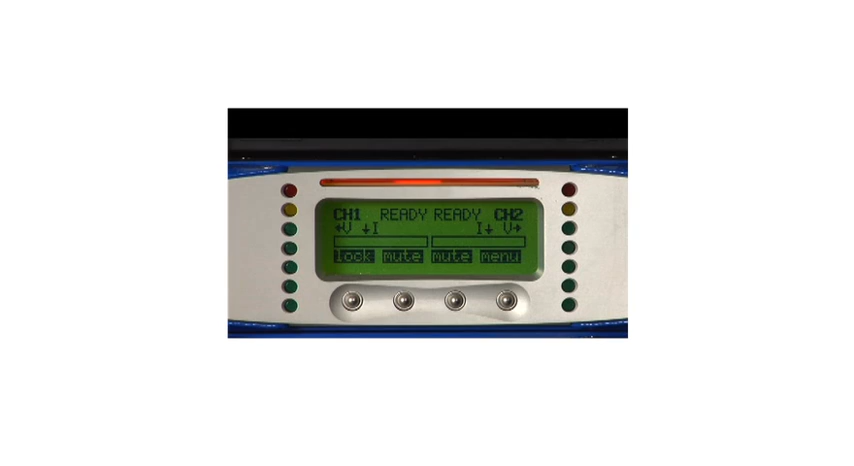 CH1 READY READY CH2
←V ↓I I↓ V→
lock mute mute menu